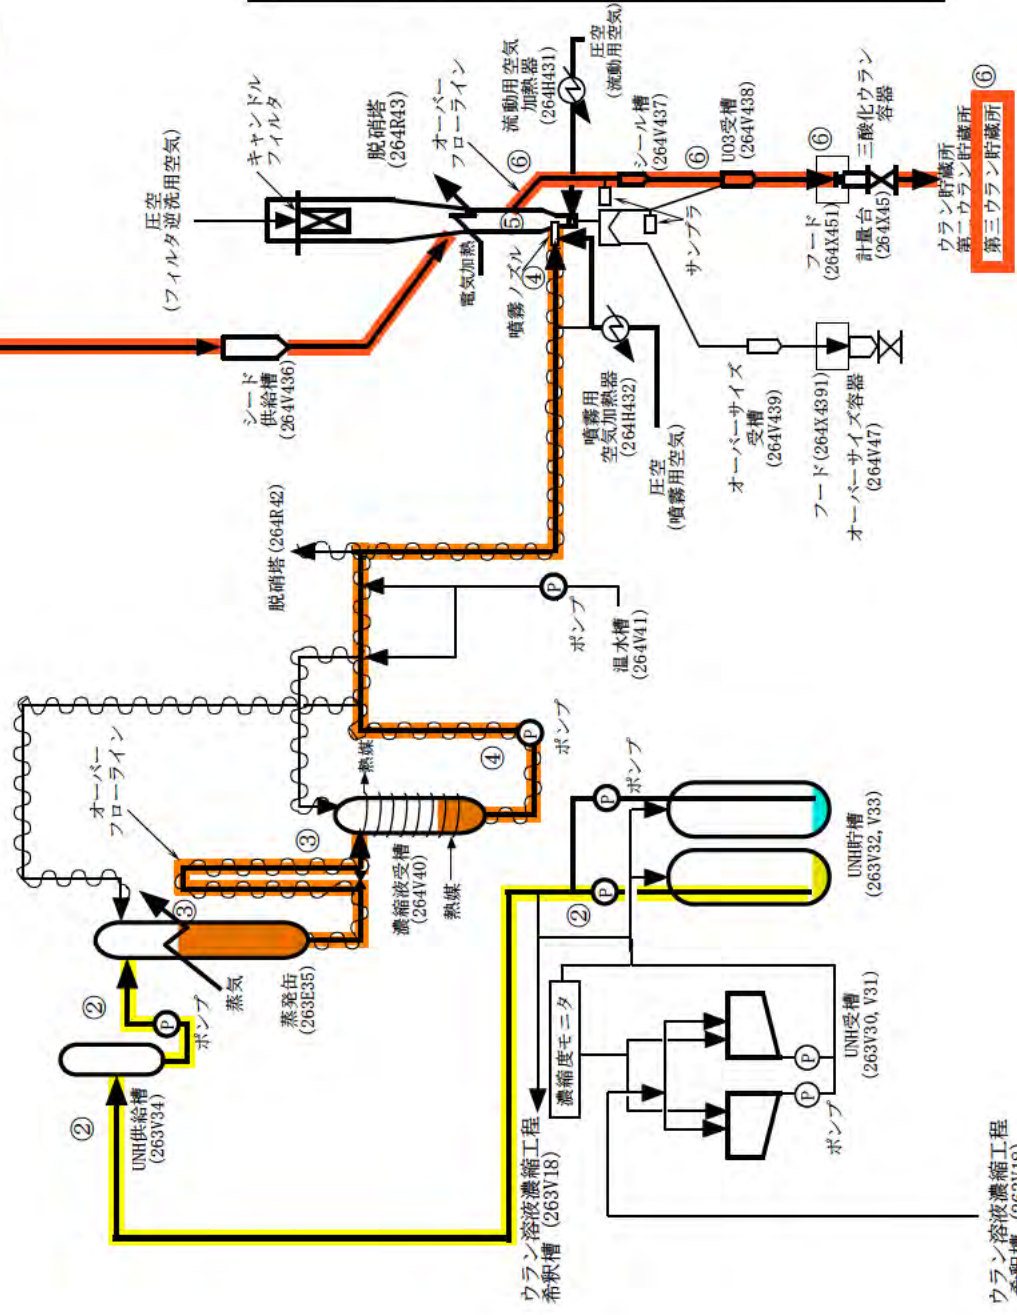 圧空
(フィルタ逆洗用空気)
キャンドル
フィルタ
脱硝塔
(264R43)
オーバー
フローライン
⑥
流動用空気
加熱器
(264H431)
圧空
(流動用空気)
シール槽
(264V437)
⑥
UO3受槽
(264V438)
⑥
三酸化ウラン
容器
⑤
電気加熱
噴霧ノズル
④
サンプラ
フード
(264X451)
計量台
(264X45)
ウラン貯蔵所
第二ウラン貯蔵所
第三ウラン貯蔵所
⑥
シード
供給槽
(264V436)
噴霧用
空気加熱器
(264H432)
圧空
(噴霧用空気)
オーバーサイズ
受槽
(264V439)
フード(264X4391)
オーバーサイズ容器
(264V47)
脱硝塔(264R42)
P
ポンプ
温水槽
(264V41)
オーバー
フローライン
③
熱媒
④
P
ポンプ
③
濃縮液受槽
(264V40)
熱媒
P
ポンプ
UNH貯槽
(263V32, V33)
②
P
②
P
ポンプ
蒸気
蒸発缶
(263E35)
②
UNH供給槽
(263V34)
濃縮度モニタ
P
P
ポンプ
UNH受槽
(263V30, V31)
ウラン溶液濃縮工程
希釈槽 (263V18)
ウラン溶液濃縮工程